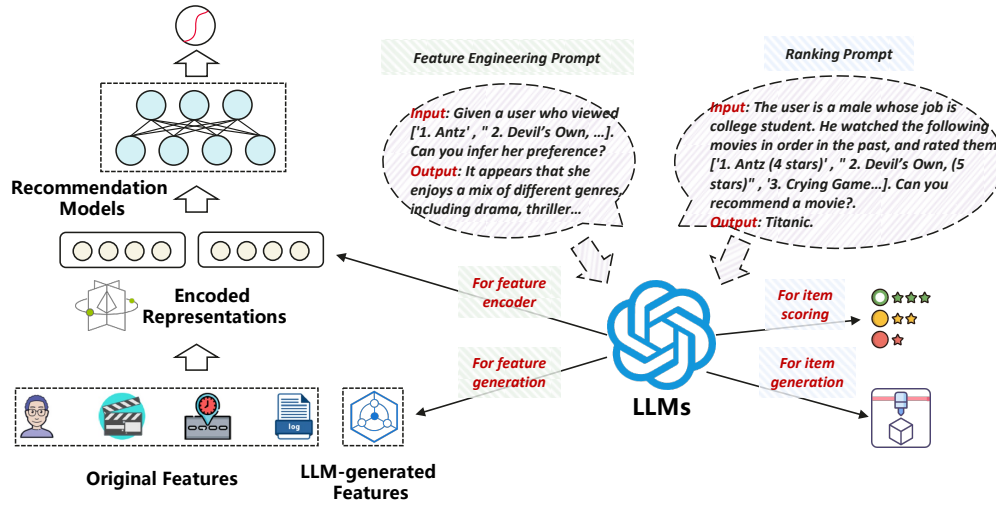 Feature Engineering Prompt
Input: Given a user who viewed
['1. Antz' , " 2. Devil's Own, …].
Can you infer her preference?
Output: It appears that she
enjoys a mix of different genres,
including drama, thriller…
Ranking Prompt
Input: The user is a male whose job is
college student. He watched the following
movies in order in the past, and rated them
['1. Antz (4 stars)' , " 2. Devil's Own, (5
stars)" , '3. Crying Game…]. Can you
recommend a movie?.
Output: Titanic.
Recommendation
Models
Encoded
Representations
For feature
encoder
For feature
generation
For item
scoring
For item
generation
LLMs
log
Original Features
LLM-generated
Features